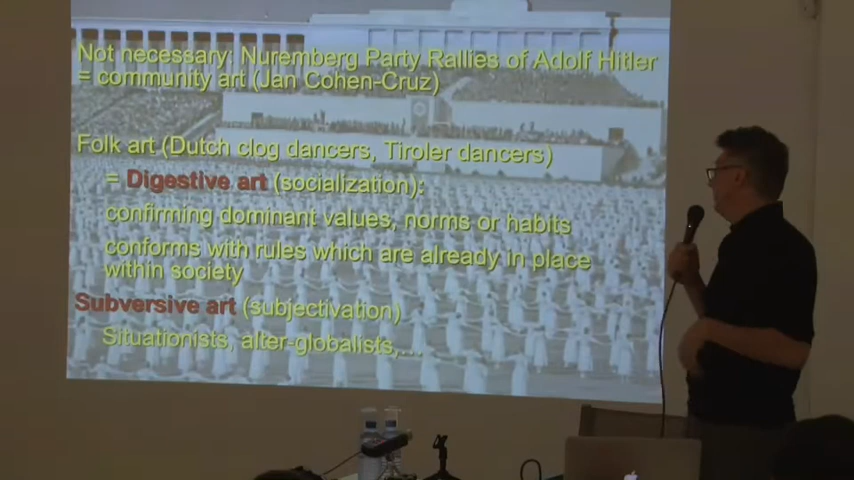 Not necessary: Nuremberg Party Rallies of Adolf Hitler
= community art (Jan Cohen-Cruz)
Folk art (Dutch clog dancers, Tiroler dancers)
= Digestive art (socialization):
confirming dominant values, norms or habits
conforms with rules which are already in place
within society
Subversive art (subjectivation)
Situationists, alter-globalists,....